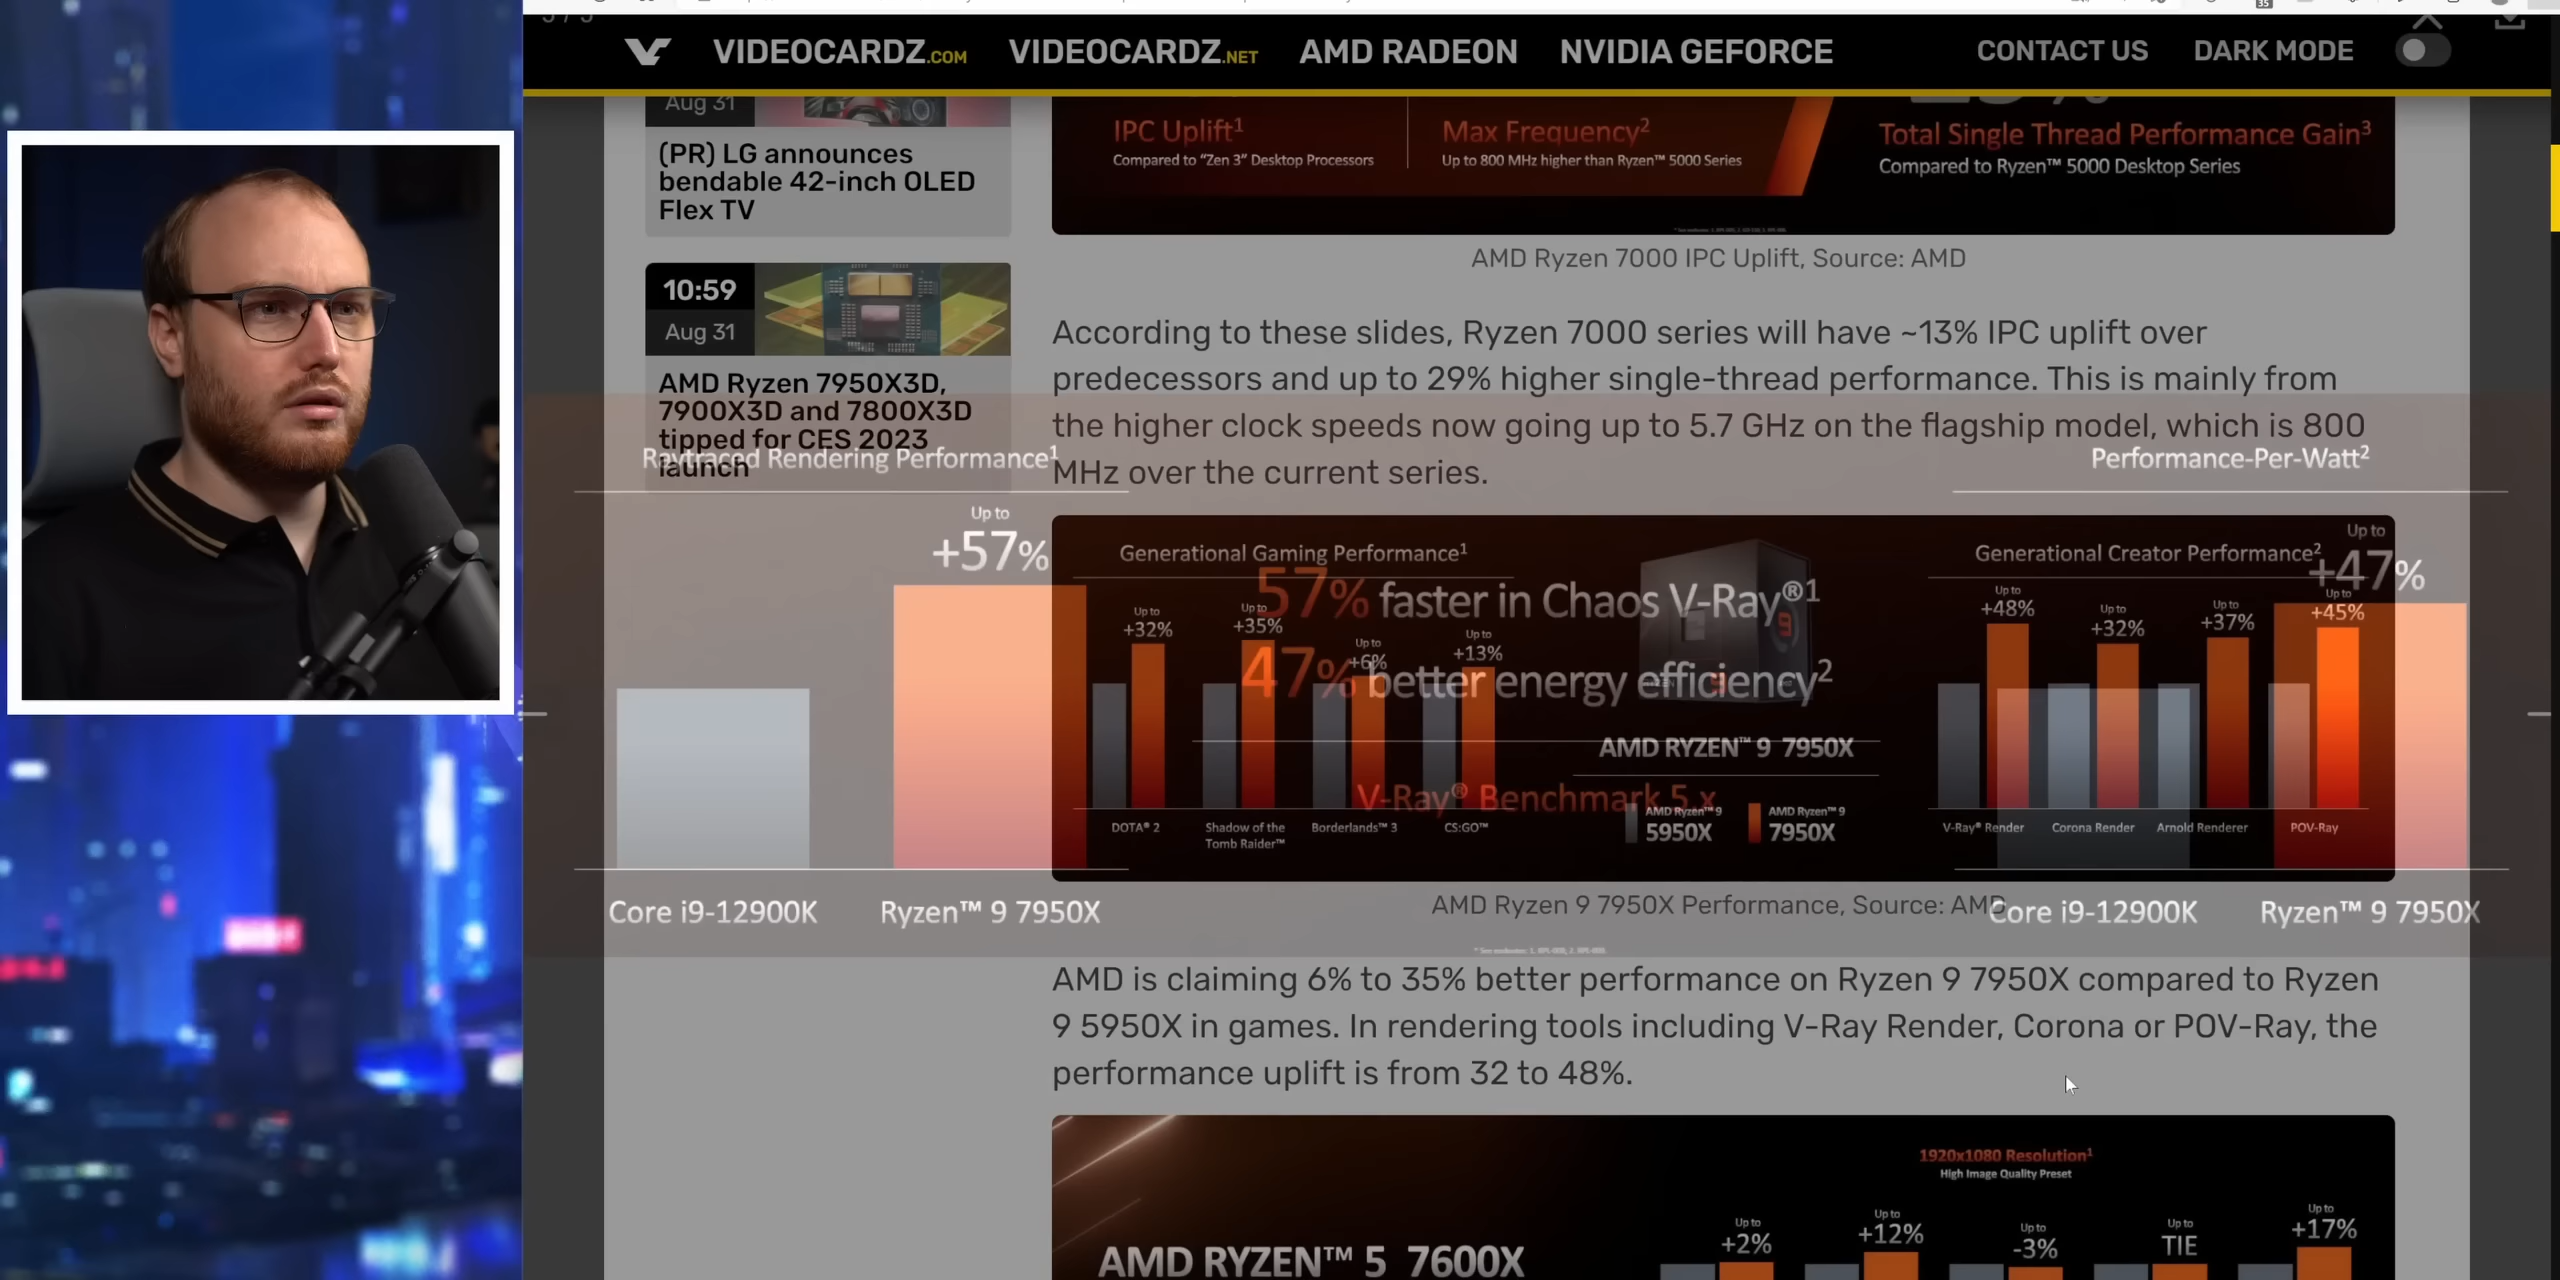 VIDEOCARDZ.COM VIDEOCARDZ.NET AMD RADEON NVIDIA GEFORCE CONTACT US DARK MODE
Aug 31
(PR) LG announces
bendable 42-inch OLED
Flex TV
10:59
Aug 31
AMD Ryzen 7950X3D,
7900X3D and 7800X3D
tipped for CES 2023
launch
IPC Uplift¹
Compared to “Zen 3” Desktop Processors
Max Frequency²
Up to 800 MHz higher than Ryzen™ 5000 Series
Total Single Thread Performance Gain³
Compared to Ryzen™ 5000 Desktop Series
AMD Ryzen 7000 IPC Uplift, Source: AMD
According to these slides, Ryzen 7000 series will have ~13% IPC uplift over
predecessors and up to 29% higher single-thread performance. This is mainly from
the higher clock speeds now going up to 5.7 GHz on the flagship model, which is 800
MHz over the current series.
Raytraced Rendering Performance¹
Up to
+57%
Core i9-12900K Ryzen™ 9 7950X
57% faster in Chaos V-Ray®¹
47% better energy efficiency²
V-Ray® Benchmark 5.x
Performance-Per-Watt²
Up to
+47%
Core i9-12900K Ryzen™ 9 7950X
Generational Gaming Performance¹
Up to
+32%
Up to
+35%
Up to
+6%
Up to
+13%
DOTA® 2
Shadow of the
Tomb Raider™
Borderlands™ 3
CS:GO™
9
AMD RYZEN™ 9 7950X
AMD Ryzen™ 9
5950X
AMD Ryzen™ 9
7950X
Generational Creator Performance²
Up to
+48%
Up to
+32%
Up to
+37%
Up to
+45%
V-Ray® Render
Corona Render
Arnold Renderer
POV-Ray
AMD Ryzen 9 7950X Performance, Source: AMD
AMD is claiming 6% to 35% better performance on Ryzen 9 7950X compared to Ryzen
9 5950X in games. In rendering tools including V-Ray Render, Corona or POV-Ray, the
performance uplift is from 32 to 48%.
1920x1080 Resolution¹
High Image Quality Preset
AMD RYZEN™ 5 7600X
Up to
+2%
Up to
+12%
Up to
-3%
Up to
TIE
Up to
+17%